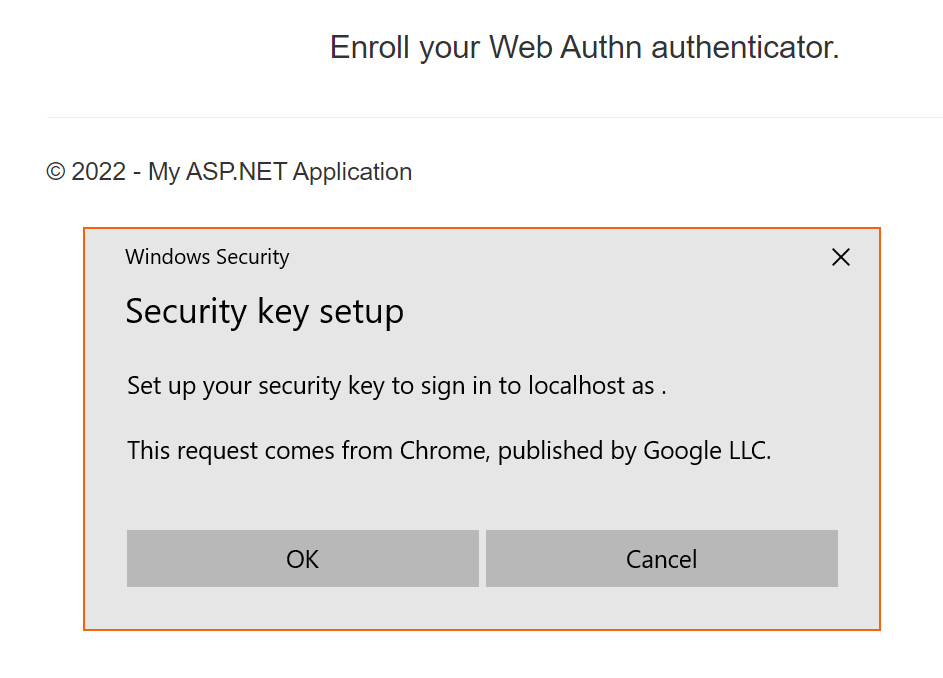 Enroll your Web Authn authenticator.
© 2022 - My ASP.NET Application
Windows Security
Security key setup
Set up your security key to sign in to localhost as .
This request comes from Chrome, published by Google LLC.
OK
Cancel